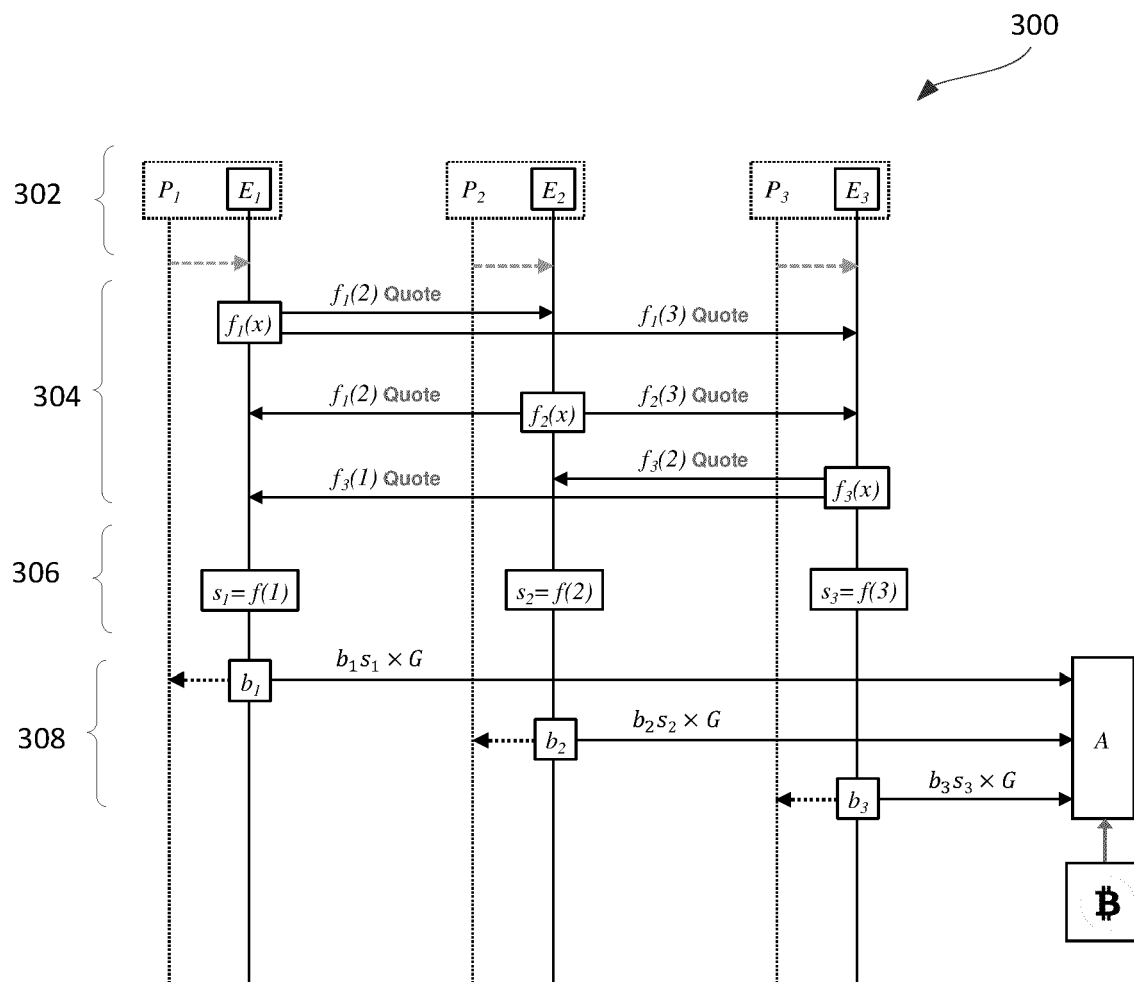 300
302
P₁ E₁ P₂ E₂ P₃ E₃
304
f₁(x)
f₁(2) Quote
f₁(3) Quote
f₁(2) Quote
f₂(x)
f₂(3) Quote
f₃(2) Quote
f₃(1) Quote
f₃(x)
306
s₁= f(1) s₂= f(2) s₃= f(3)
308
b₁ b₁s₁ × G
b₂ b₂s₂ × G
A
b₃ b₃s₃ × G
₿